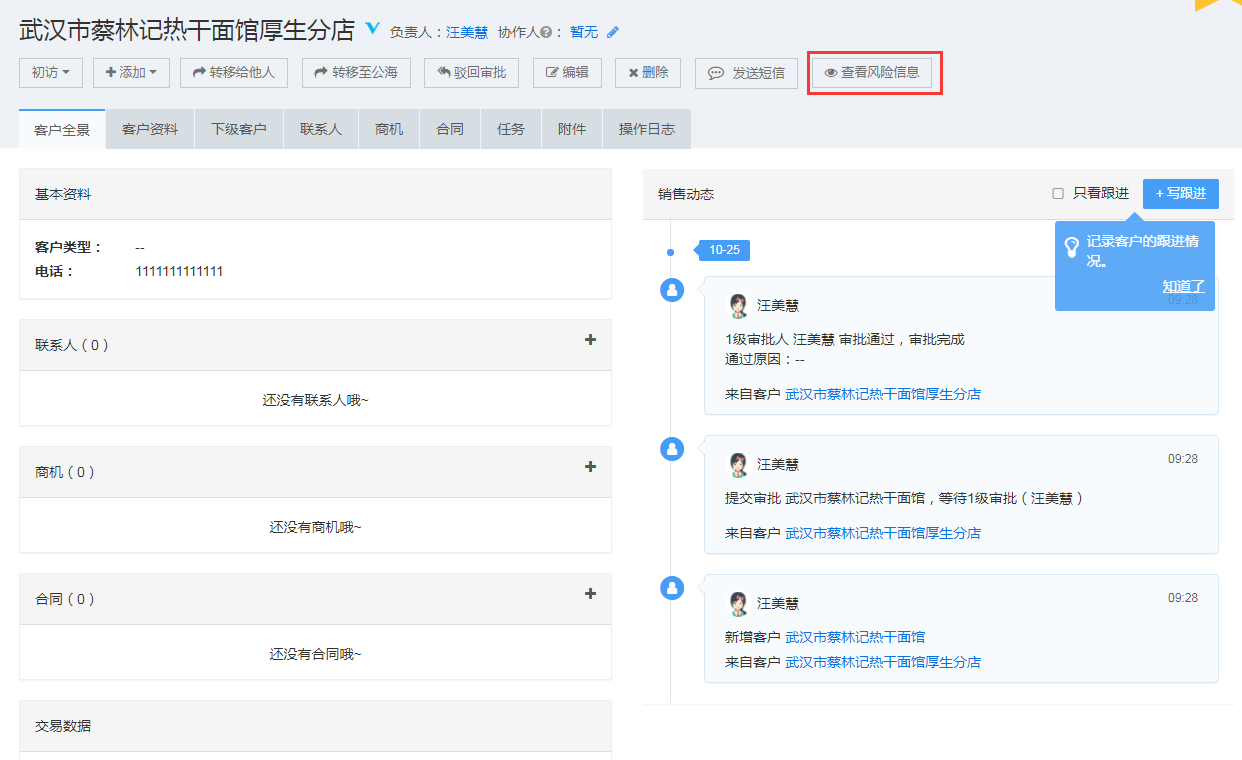 武汉市蔡林记热干面馆厚生分店 负责人：汪美慧 协作人 ： 暂无
初访 添加 转移给他人 转移至公海 驳回审批 编辑 删除 发送短信 查看风险信息
客户全景 客户资料 下级客户 联系人 商机 合同 任务 附件 操作日志
基本资料
客户类型： --
电话： 1111111111111
联系人（0）
还没有联系人哦~
商机（0）
还没有商机哦~
合同（0）
还没有合同哦~
交易数据
销售动态 只看跟进 +写跟进
记录客户的跟进情
况。
知道了
10-25
汪美慧 09:28
1级审批人 汪美慧 审批通过，审批完成
通过原因：--
来自客户 武汉市蔡林记热干面馆厚生分店
汪美慧 09:28
提交审批 武汉市蔡林记热干面馆，等待1级审批（汪美慧）
来自客户 武汉市蔡林记热干面馆厚生分店
汪美慧 09:28
新增客户 武汉市蔡林记热干面馆
来自客户 武汉市蔡林记热干面馆厚生分店